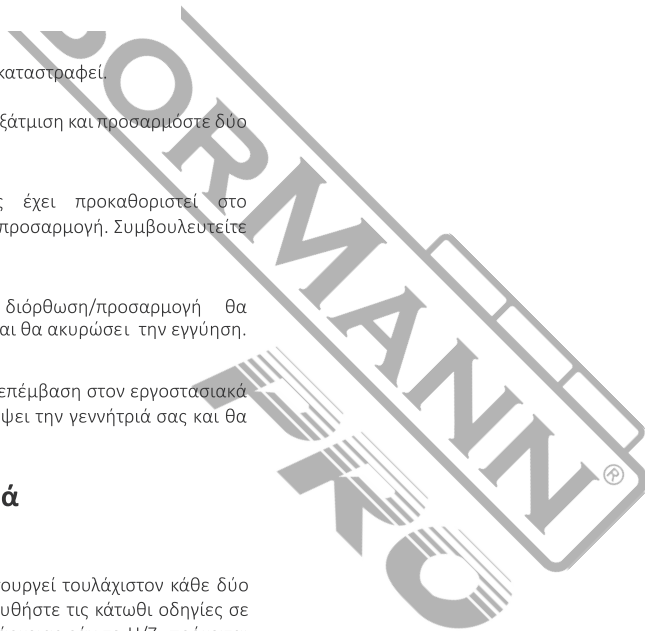 καταστραφεί.
ξάτμιση και προσαρμόστε δύο
ς έχει προκαθοριστεί στο
προσαρμογή. Συμβουλευτείτε
διόρθωση/προσαρμογή θα
αι θα ακυρώσει την εγγύηση.
επέμβαση στον εργοστασιακά
ψει την γεννήτριά σας και θα
ά
τουργεί τουλάχιστον κάθε δύο
υθήστε τις κάτωθι οδηγίες σε
BORMANN®
PRO